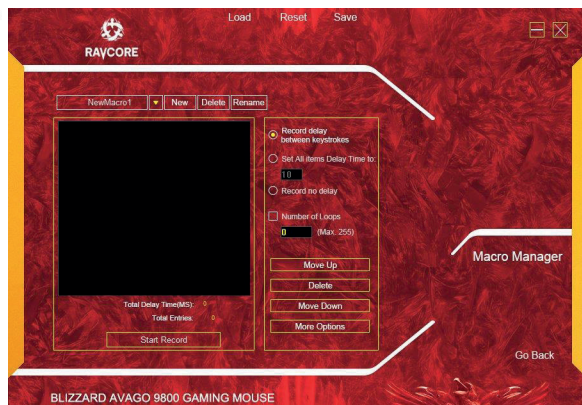 Load Reset Save
RAYCORE
NewMacro1 New Delete Rename
Record delay
between keystrokes
Set All items Delay Time to:
10
Record no delay
Number of Loops
0 (Max. 255)
Move Up
Delete
Move Down
More Options
Total Delay Time(MS): 0
Total Entries: 0
Start Record
Macro Manager
Go Back
BLIZZARD AVAGO 9800 GAMING MOUSE